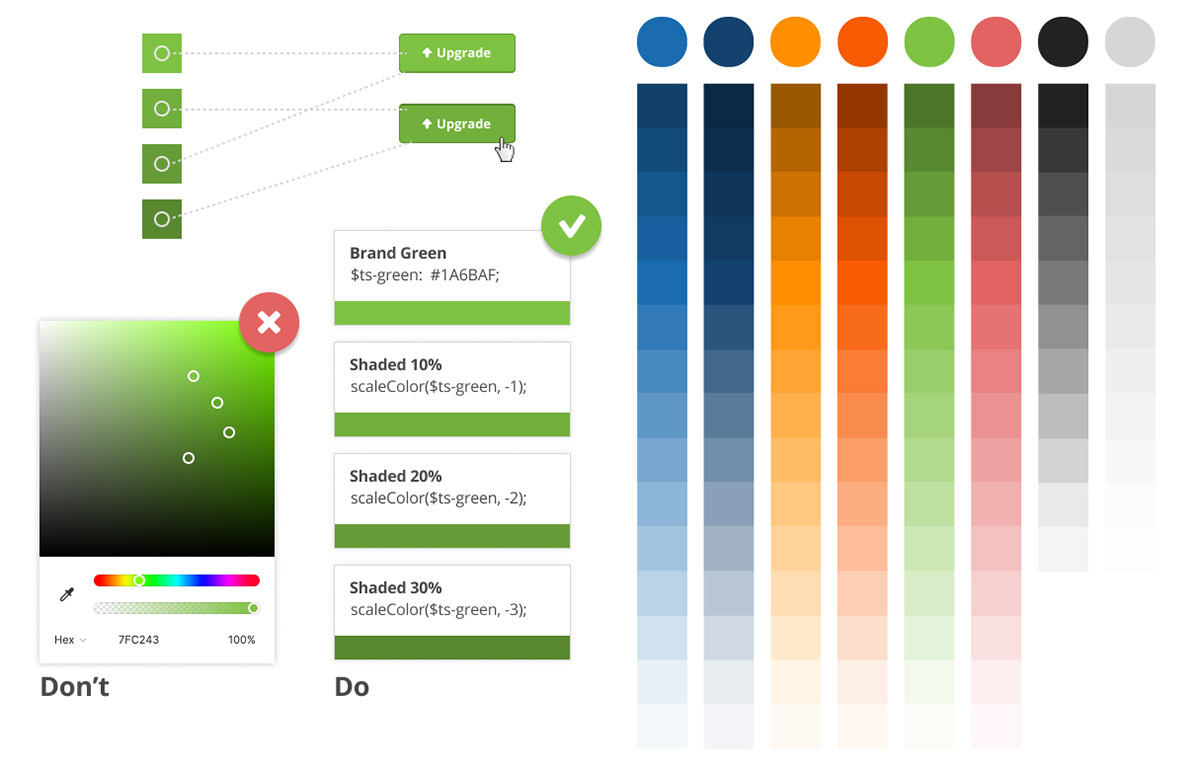 Upgrade
Upgrade
Brand Green
$ts-green: #1A6BAF;
Shaded 10%
scaleColor($ts-green, -1);
Shaded 20%
scaleColor($ts-green, -2);
Shaded 30%
scaleColor($ts-green, -3);
Hex 7FC243 100%
Don’t
Do